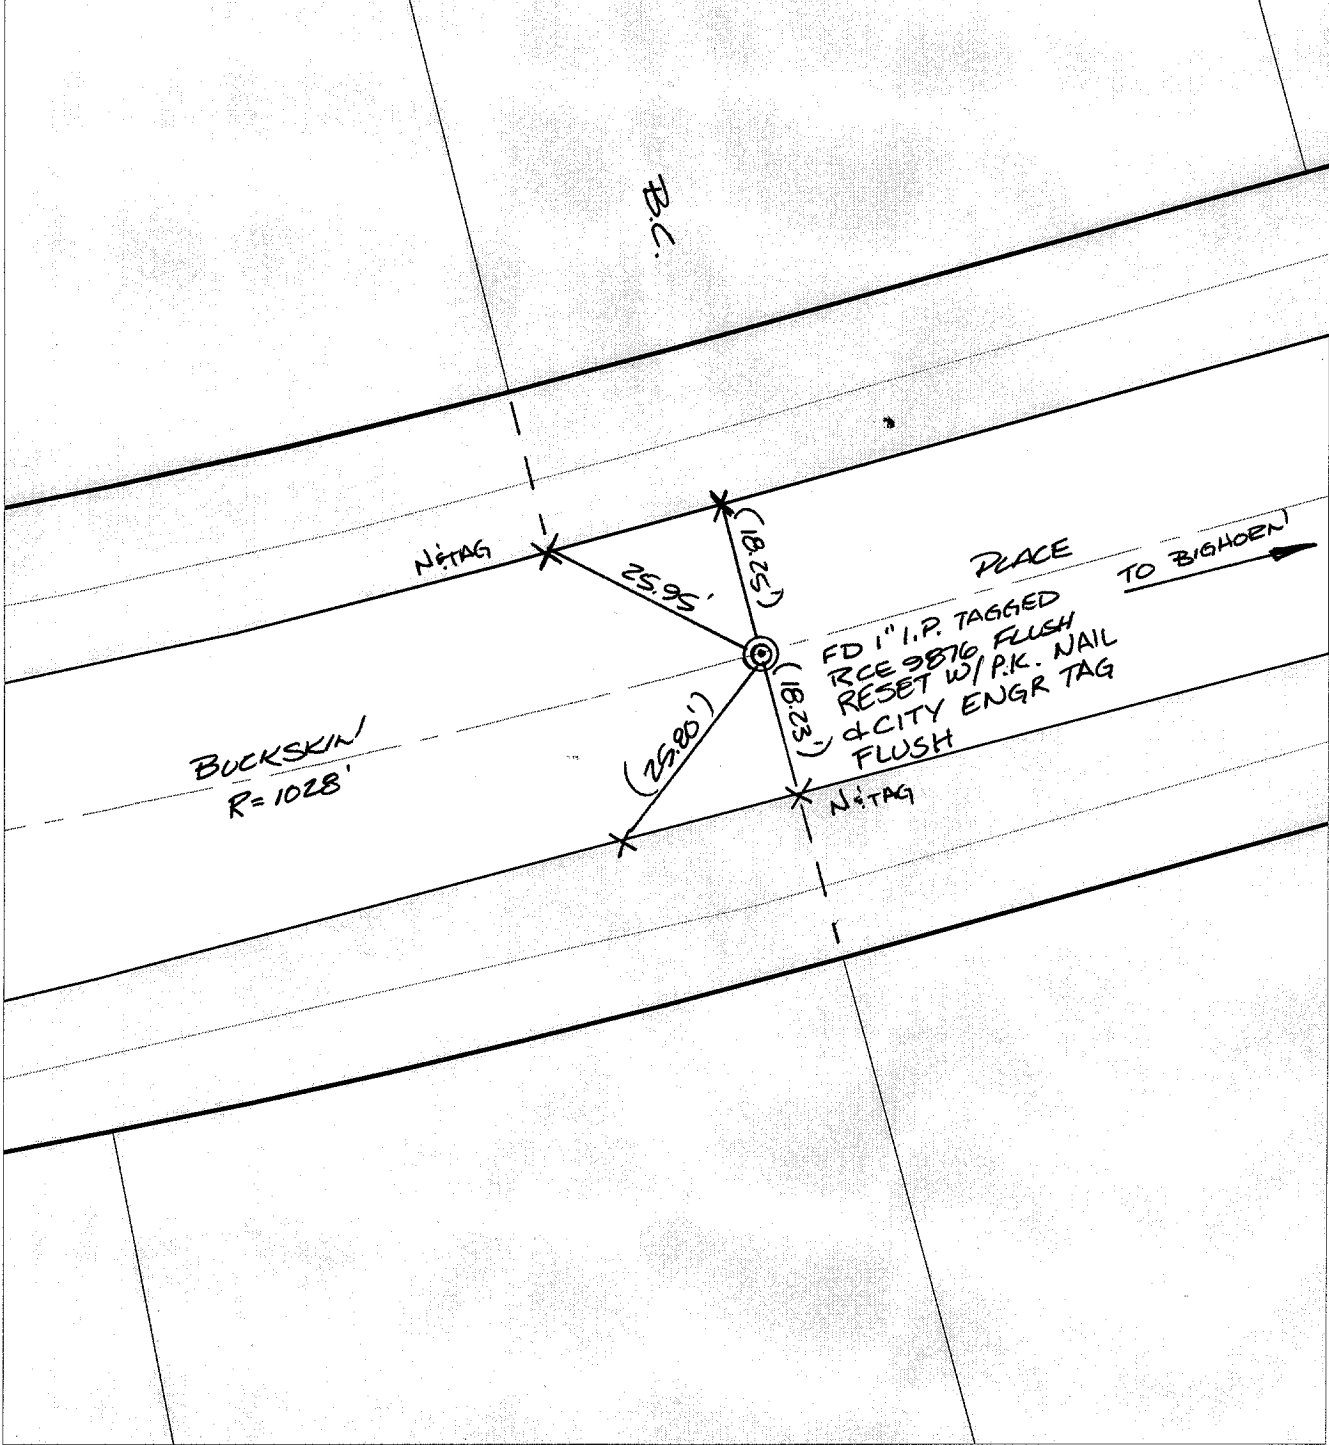 B.C.
N&TAG
(18.25')
25.95'
PLACE
TO BIGHORN
FD 1" I.P. TAGGED
RCE 9876 FLUSH
RESET W/ P.K. NAIL
& CITY ENGR TAG
FLUSH
(18.23')
(25.80')
BUCKSKIN
R=1028'
N&TAG